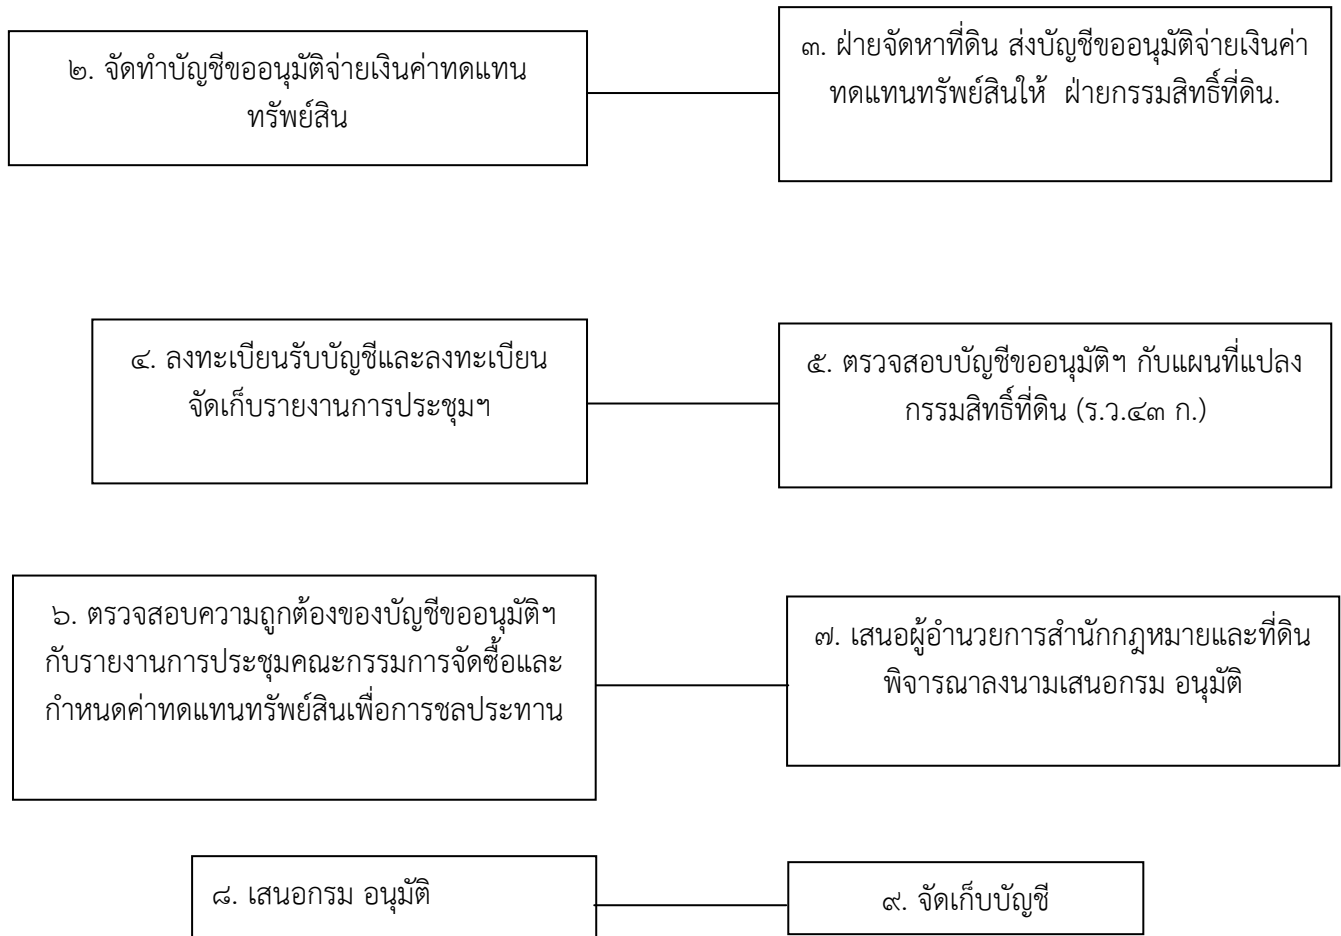 ๒. จัดทำบัญชีขออนุมัติจ่ายเงินค่าทดแทน
ทรัพย์สิน
๓. ฝ่ายจัดหาที่ดิน ส่งบัญชีขออนุมัติจ่ายเงินค่า
ทดแทนทรัพย์สินให้ ฝ่ายกรรมสิทธิ์ที่ดิน.
๔. ลงทะเบียนรับบัญชีและลงทะเบียน
จัดเก็บรายงานการประชุมฯ
๕. ตรวจสอบบัญชีขออนุมัติฯ กับแผนที่แปลง
กรรมสิทธิ์ที่ดิน (ร.ว.๔๓ ก.)
๖. ตรวจสอบความถูกต้องของบัญชีขออนุมัติฯ
กับรายงานการประชุมคณะกรรมการจัดซื้อและ
กำหนดค่าทดแทนทรัพย์สินเพื่อการชลประทาน
๗. เสนอผู้อำนวยการสำนักกฎหมายและที่ดิน
พิจารณาลงนามเสนอกรม อนุมัติ
๘. เสนอกรม อนุมัติ
๙. จัดเก็บบัญชี